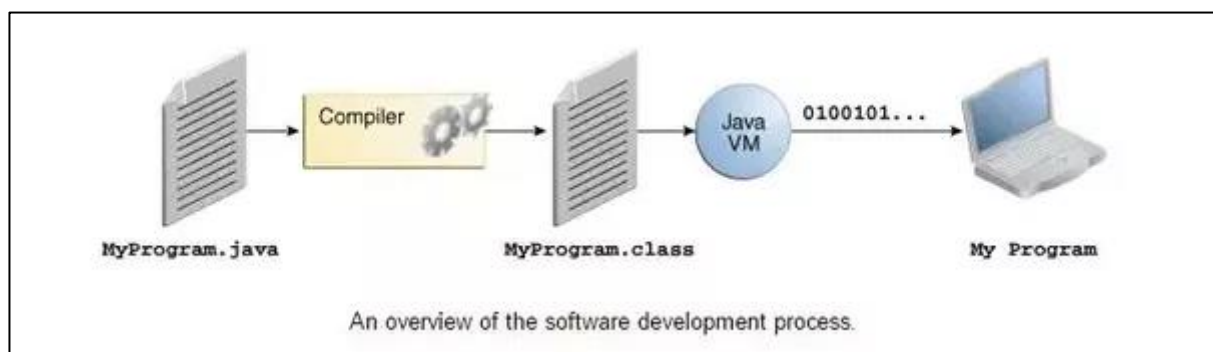 Compiler
Java
VM
0100101...
MyProgram.java
MyProgram.class
My Program
An overview of the software development process.